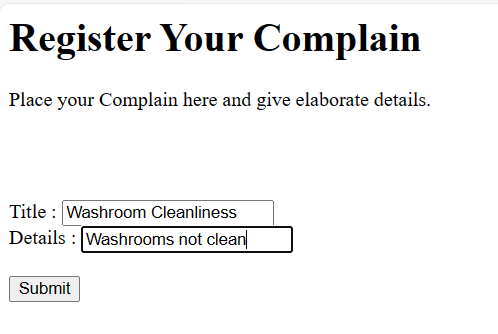 Register Your Complain
Place your Complain here and give elaborate details.
Title : Washroom Cleanliness
Details : Washrooms not clean
Submit